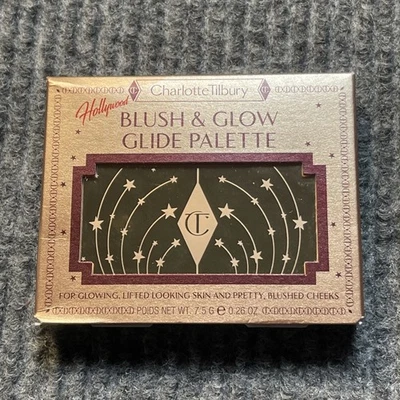 Charlotte Tilbury
Hollywood
BLUSH & GLOW
GLIDE PALETTE
CT
FOR GLOWING, LIFTED LOOKING SKIN AND PRETTY, BLUSHED CHEEKS
POIDS NET WT. 7.5 G e 0.26 OZ.